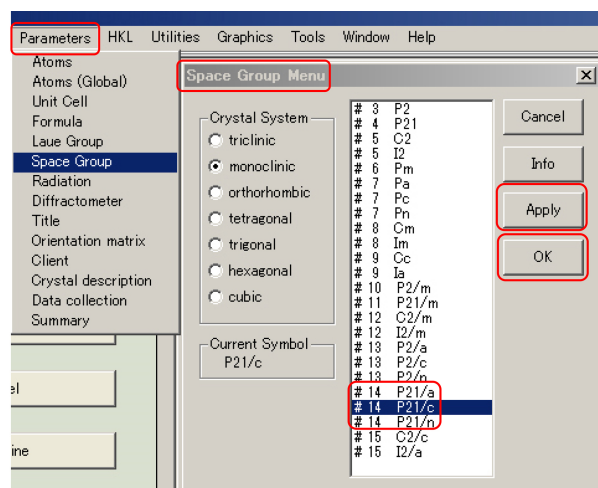 Parameters HKL Utilities Graphics Tools Window Help
Atoms
Atoms (Global)
Unit Cell
Formula
Laue Group
Space Group
Radiation
Diffractometer
Title
Orientation matrix
Client
Crystal description
Data collection
Summary
el
ine
Space Group Menu
Crystal System
triclinic
monoclinic
orthorhombic
tetragonal
trigonal
hexagonal
cubic
Current Symbol
P21/c
# 3 P2
# 4 P21
# 5 C2
# 5 I2
# 6 Pm
# 7 Pa
# 7 Pc
# 7 Pn
# 8 Cm
# 8 Im
# 9 Cc
# 9 Ia
# 10 P2/m
# 11 P21/m
# 12 C2/m
# 12 I2/m
# 13 P2/a
# 13 P2/c
# 13 P2/n
# 14 P21/a
# 14 P21/c
# 14 P21/n
# 15 C2/c
# 15 I2/a
Cancel
Info
Apply
OK